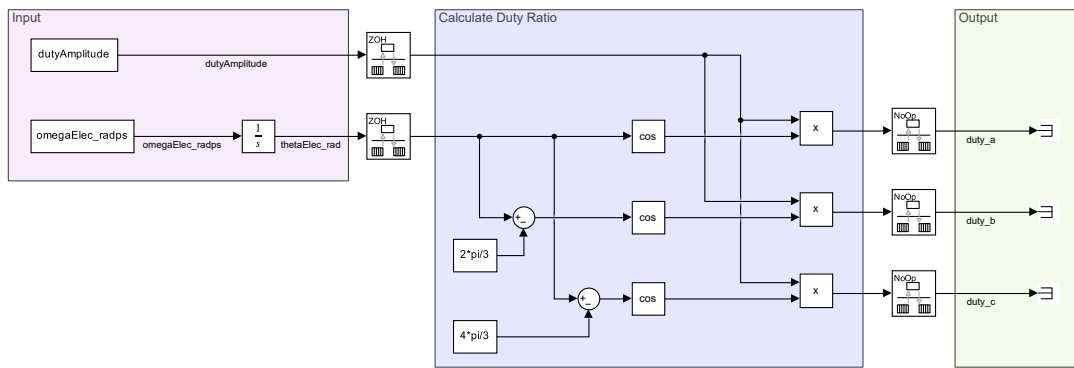 Input
Calculate Duty Ratio
Output
dutyAmplitude
dutyAmplitude
ZOH
omegaElec_radps
omegaElec_radps
1
s
thetaElec_rad
ZOH
cos
x
NoOp
duty_a
+
−
2*pi/3
cos
x
NoOp
duty_b
+
−
4*pi/3
cos
x
NoOp
duty_c